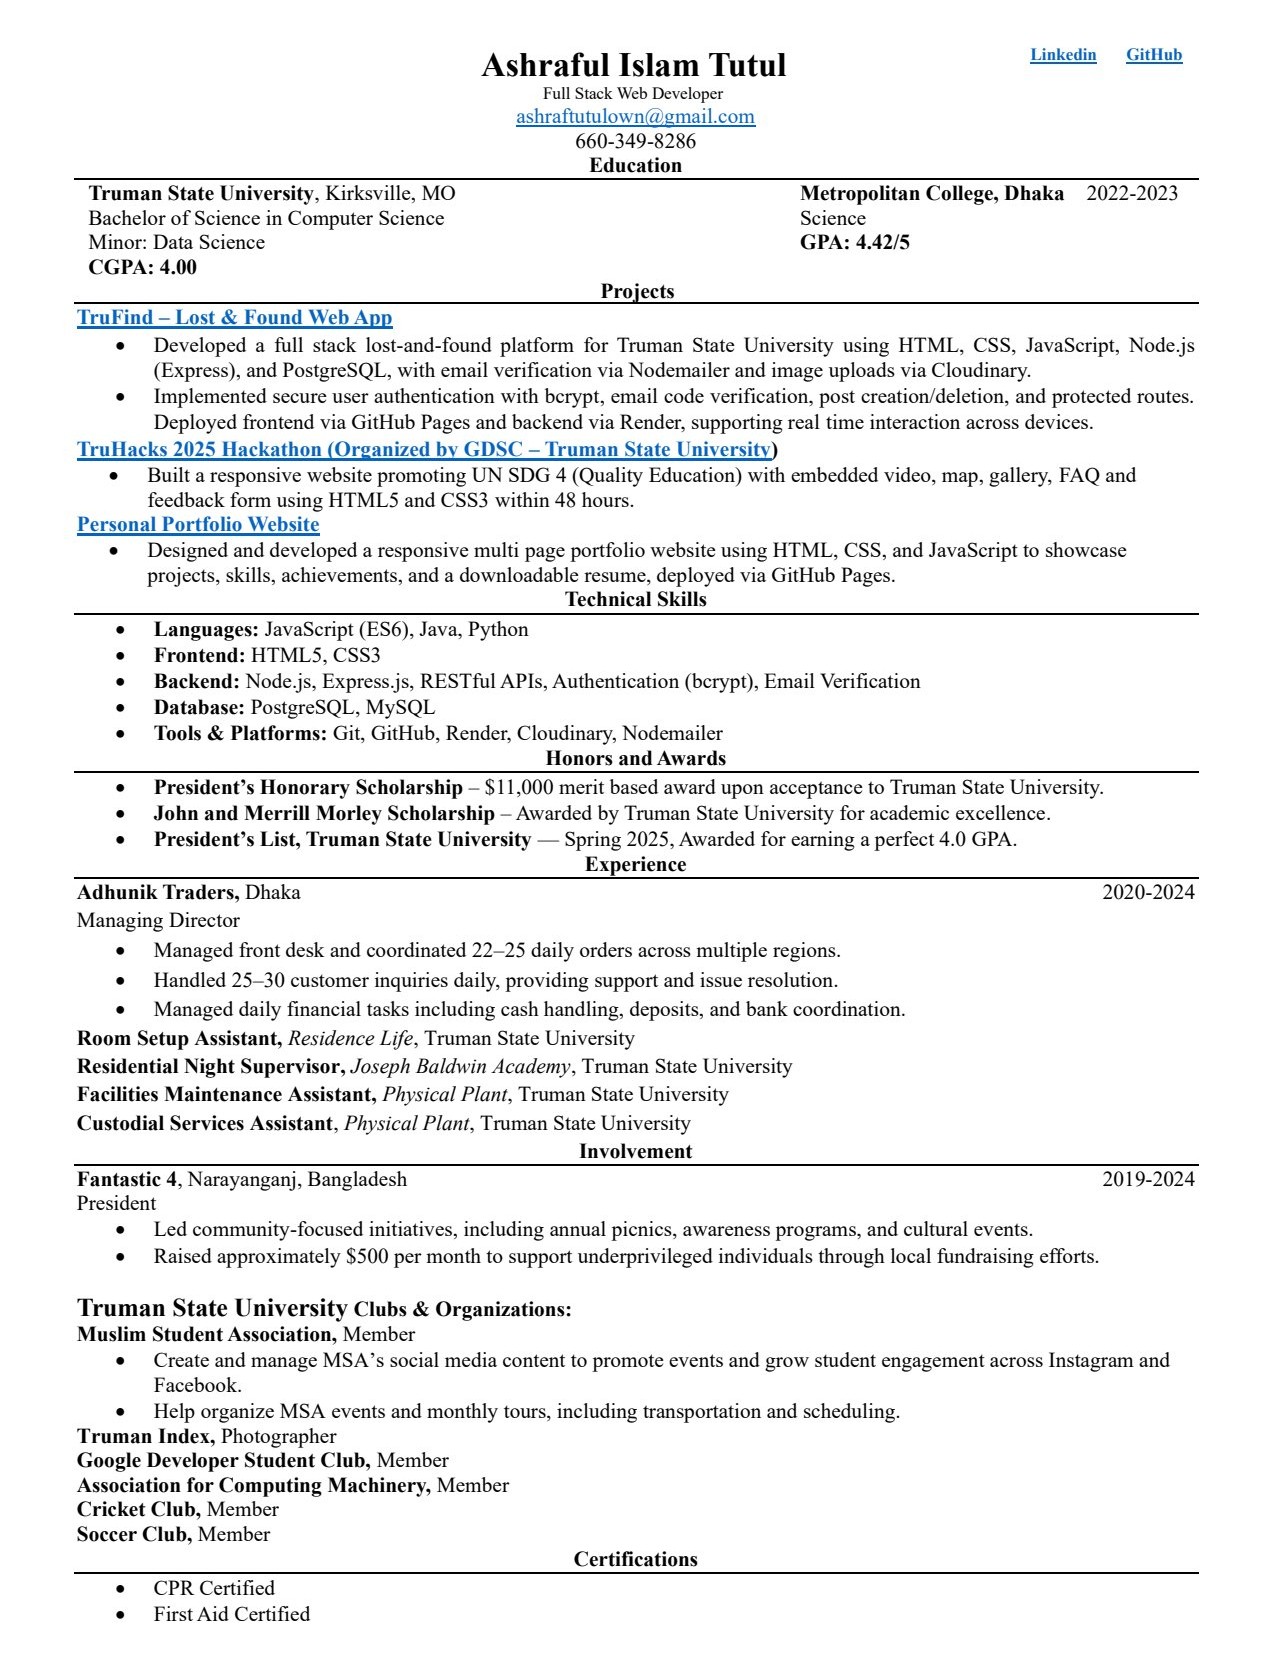 Ashraful Islam Tutul
Linkedin GitHub
Full Stack Web Developer
ashraftutulown@gmail.com
660-349-8286
Education
Truman State University, Kirksville, MO
Bachelor of Science in Computer Science
Minor: Data Science
CGPA: 4.00
Metropolitan College, Dhaka 2022-2023
Science
GPA: 4.42/5
Projects
TruFind – Lost & Found Web App
• Developed a full stack lost-and-found platform for Truman State University using HTML, CSS, JavaScript, Node.js
(Express), and PostgreSQL, with email verification via Nodemailer and image uploads via Cloudinary.
• Implemented secure user authentication with bcrypt, email code verification, post creation/deletion, and protected routes.
Deployed frontend via GitHub Pages and backend via Render, supporting real time interaction across devices.
TruHacks 2025 Hackathon (Organized by GDSC – Truman State University)
• Built a responsive website promoting UN SDG 4 (Quality Education) with embedded video, map, gallery, FAQ and
feedback form using HTML5 and CSS3 within 48 hours.
Personal Portfolio Website
• Designed and developed a responsive multi page portfolio website using HTML, CSS, and JavaScript to showcase
projects, skills, achievements, and a downloadable resume, deployed via GitHub Pages.
Technical Skills
• Languages: JavaScript (ES6), Java, Python
• Frontend: HTML5, CSS3
• Backend: Node.js, Express.js, RESTful APIs, Authentication (bcrypt), Email Verification
• Database: PostgreSQL, MySQL
• Tools & Platforms: Git, GitHub, Render, Cloudinary, Nodemailer
Honors and Awards
• President’s Honorary Scholarship – $11,000 merit based award upon acceptance to Truman State University.
• John and Merrill Morley Scholarship – Awarded by Truman State University for academic excellence.
• President’s List, Truman State University — Spring 2025, Awarded for earning a perfect 4.0 GPA.
Experience
Adhunik Traders, Dhaka 2020-2024
Managing Director
• Managed front desk and coordinated 22–25 daily orders across multiple regions.
• Handled 25–30 customer inquiries daily, providing support and issue resolution.
• Managed daily financial tasks including cash handling, deposits, and bank coordination.
Room Setup Assistant, Residence Life, Truman State University
Residential Night Supervisor, Joseph Baldwin Academy, Truman State University
Facilities Maintenance Assistant, Physical Plant, Truman State University
Custodial Services Assistant, Physical Plant, Truman State University
Involvement
Fantastic 4, Narayanganj, Bangladesh 2019-2024
President
• Led community-focused initiatives, including annual picnics, awareness programs, and cultural events.
• Raised approximately $500 per month to support underprivileged individuals through local fundraising efforts.
Truman State University Clubs & Organizations:
Muslim Student Association, Member
• Create and manage MSA’s social media content to promote events and grow student engagement across Instagram and
Facebook.
• Help organize MSA events and monthly tours, including transportation and scheduling.
Truman Index, Photographer
Google Developer Student Club, Member
Association for Computing Machinery, Member
Cricket Club, Member
Soccer Club, Member
Certifications
• CPR Certified
• First Aid Certified